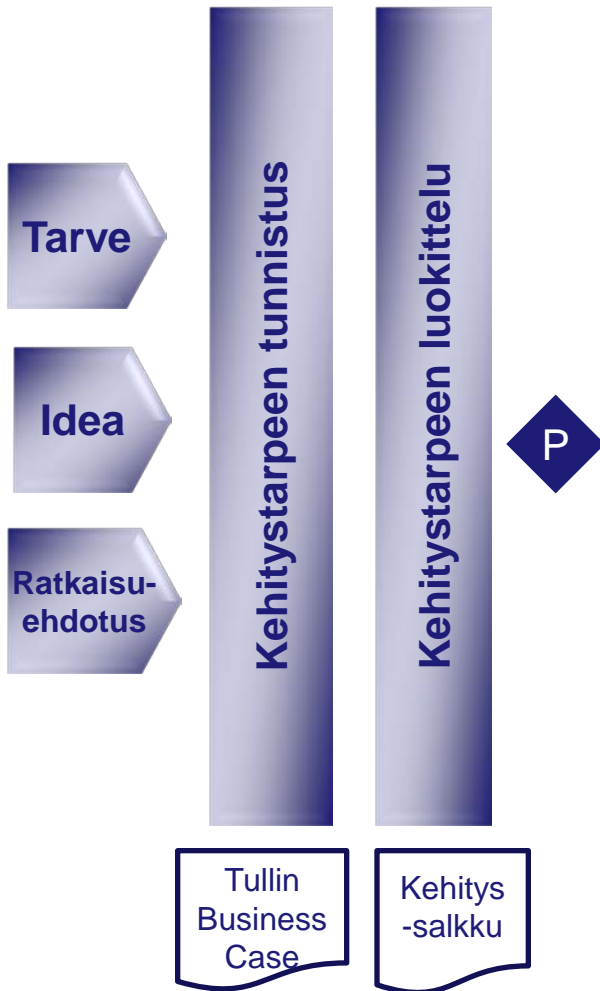 Tarve
Idea
Ratkaisu-
ehdotus
Kehitystarpeen tunnistus
Kehitystarpeen luokittelu
P
Tullin
Business
Case
Kehitys
-salkku